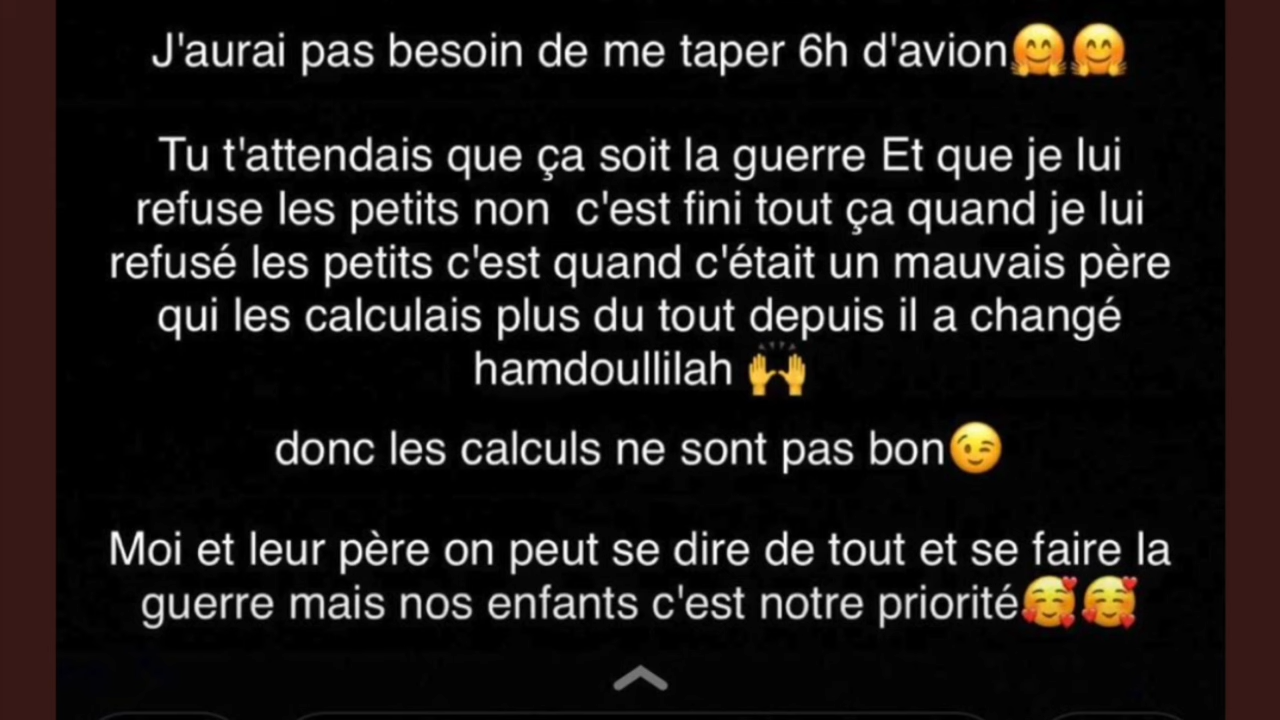 J'aurai pas besoin de me taper 6h d'avion🤗🤗
Tu t'attendais que ça soit la guerre Et que je lui
refuse les petits non  c'est fini tout ça quand je lui
refusé les petits c'est quand c'était un mauvais père
qui les calculais plus du tout depuis il a changé
hamdoullilah 🙌
donc les calculs ne sont pas bon😉
Moi et leur père on peut se dire de tout et se faire la
guerre mais nos enfants c'est notre priorité🥰🥰